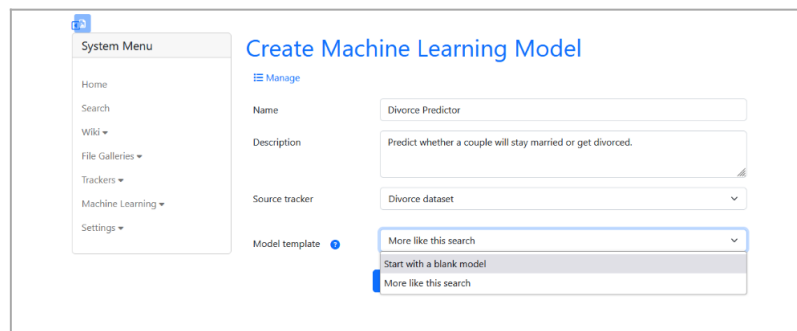 System Menu
Home
Search
Wiki
File Galleries
Trackers
Machine Learning
Settings
Create Machine Learning Model
Manage
Name
Divorce Predictor
Description
Predict whether a couple will stay married or get divorced.
Source tracker
Divorce dataset
Model template ?
More like this search
Start with a blank model
More like this search